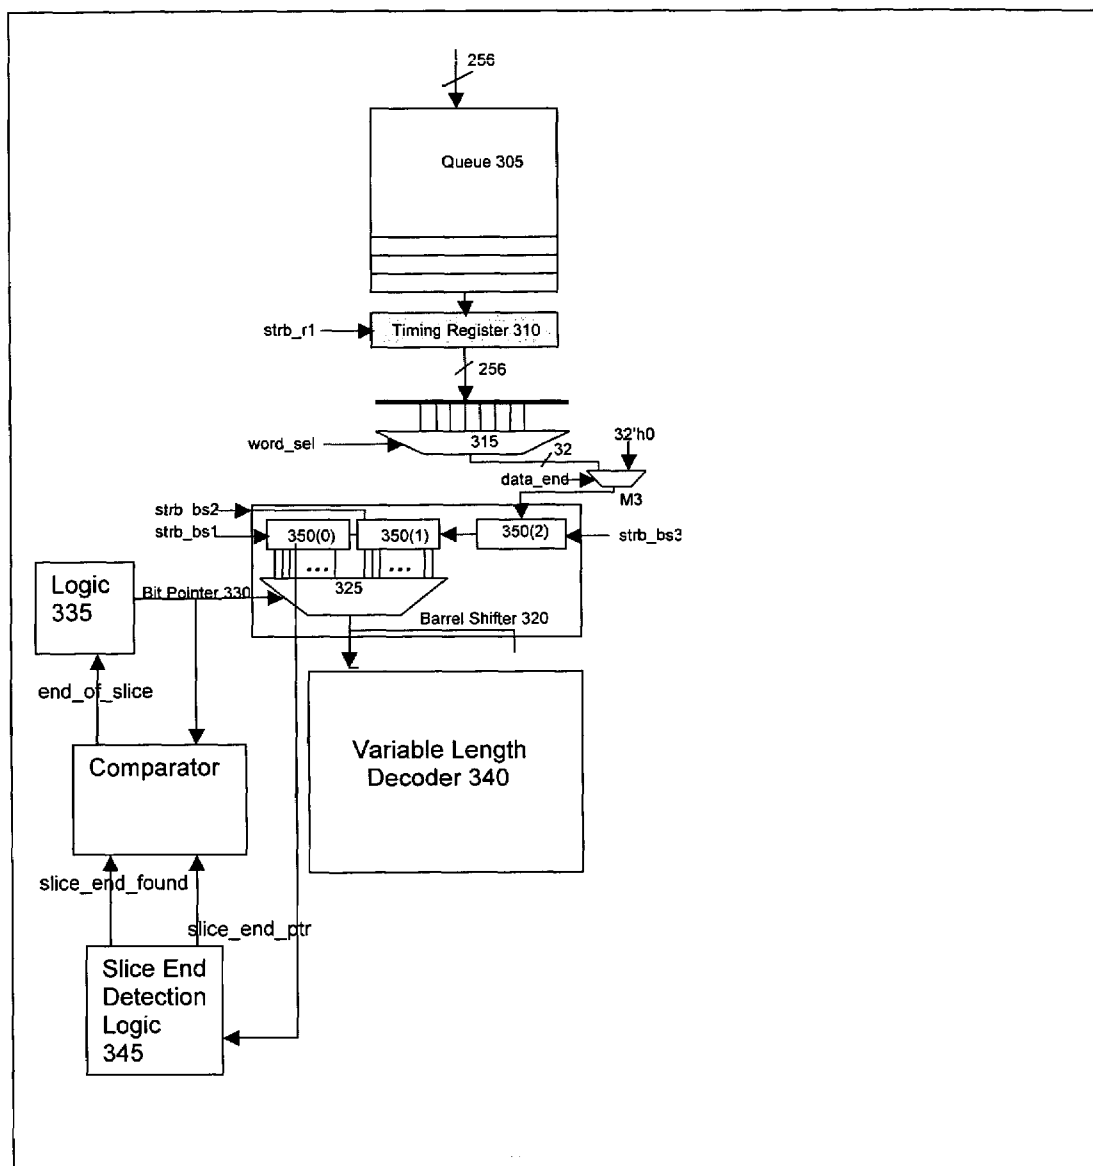 256
Queue 305
strb_r1
Timing Register 310
256
word_sel
315
32
32'h0
data_end
M3
strb_bs2
strb_bs1
350(0)
350(1)
350(2)
strb_bs3
...
...
325
Logic
335
Bit Pointer 330
Barrel Shifter 320
end_of_slice
Comparator
Variable Length
Decoder 340
slice_end_found
slice_end_ptr
Slice End
Detection
Logic
345